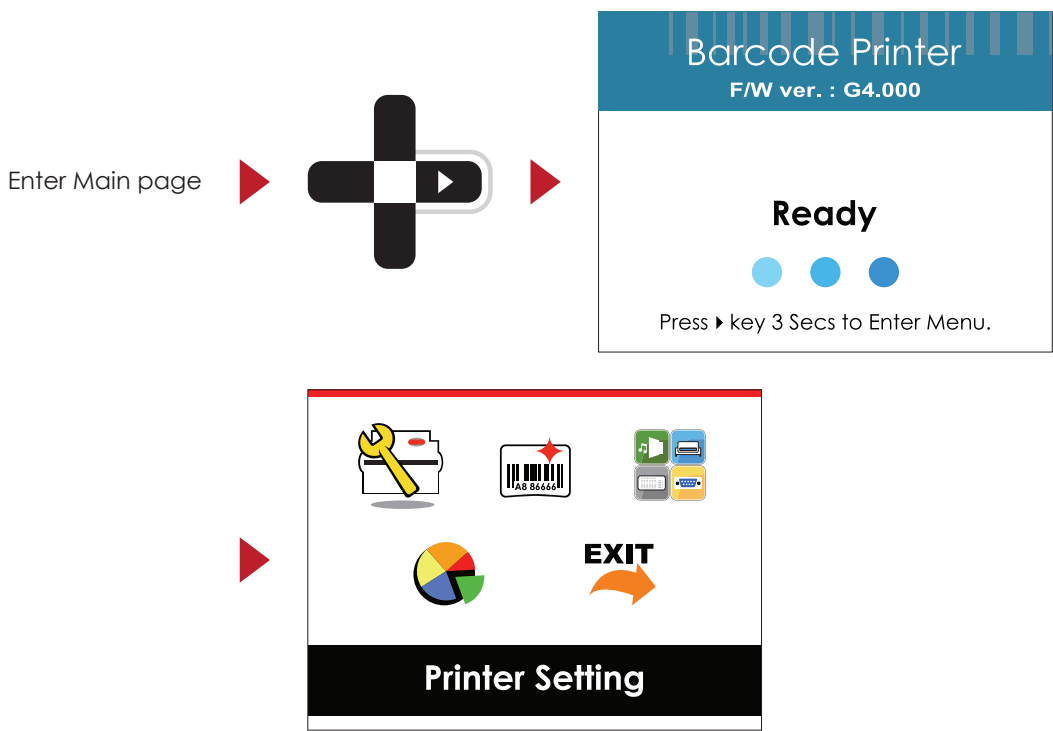 Barcode Printer
F/W ver. : G4.000
Enter Main page
Ready
Press key 3 Secs to Enter Menu.
A8 86666
EXIT
Printer Setting